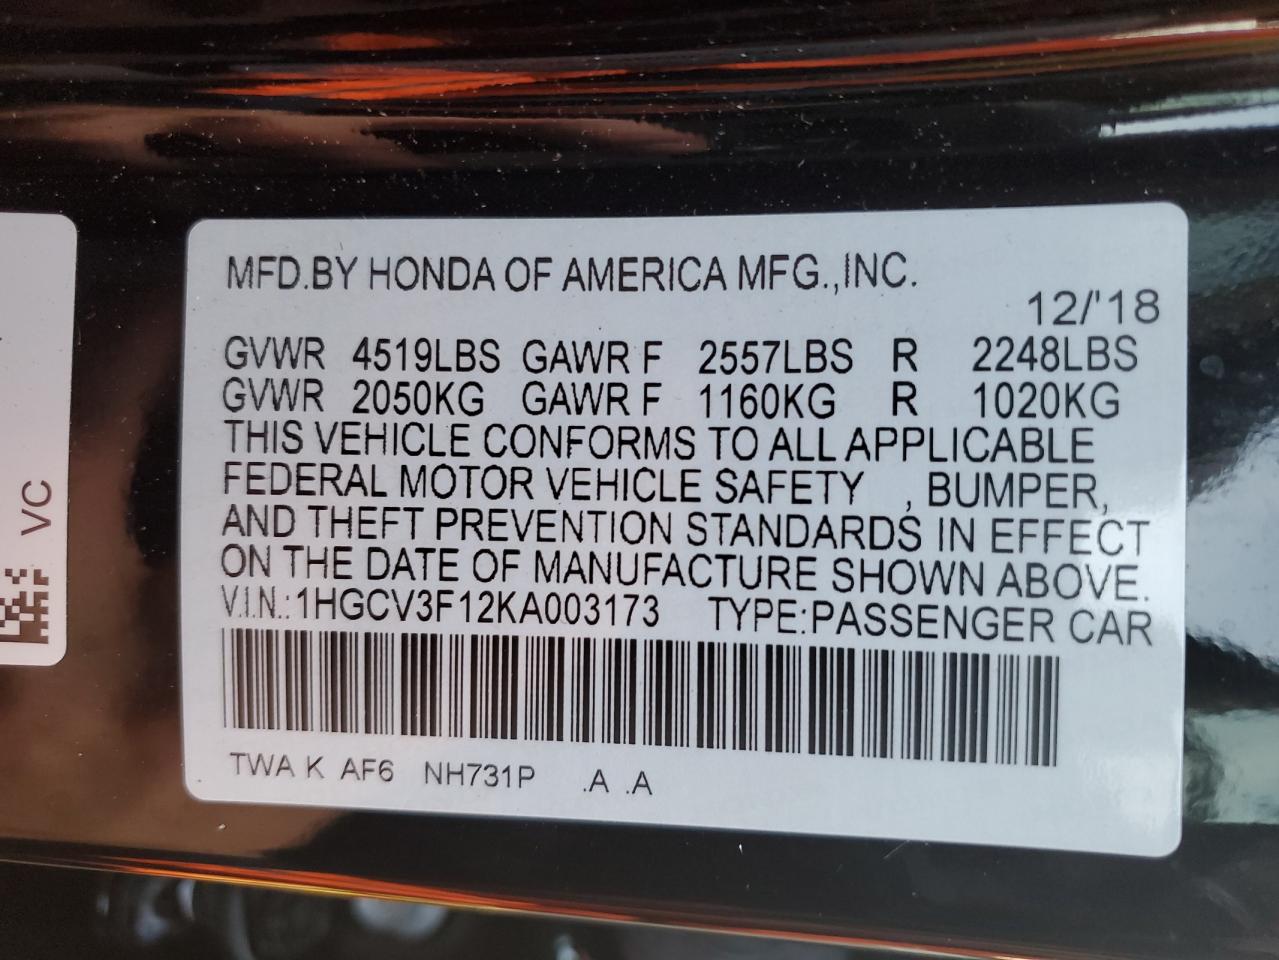 MFD.BY HONDA OF AMERICA MFG.,INC.
12/'18
GVWR 4519LBS GAWR F 2557LBS R 2248LBS
GVWR 2050KG GAWR F 1160KG R 1020KG
THIS VEHICLE CONFORMS TO ALL APPLICABLE
FEDERAL MOTOR VEHICLE SAFETY , BUMPER,
AND THEFT PREVENTION STANDARDS IN EFFECT
ON THE DATE OF MANUFACTURE SHOWN ABOVE.
V.I.N.:1HGCV3F12KA003173 TYPE:PASSENGER CAR
TWA K AF6 NH731P .A .A
VC